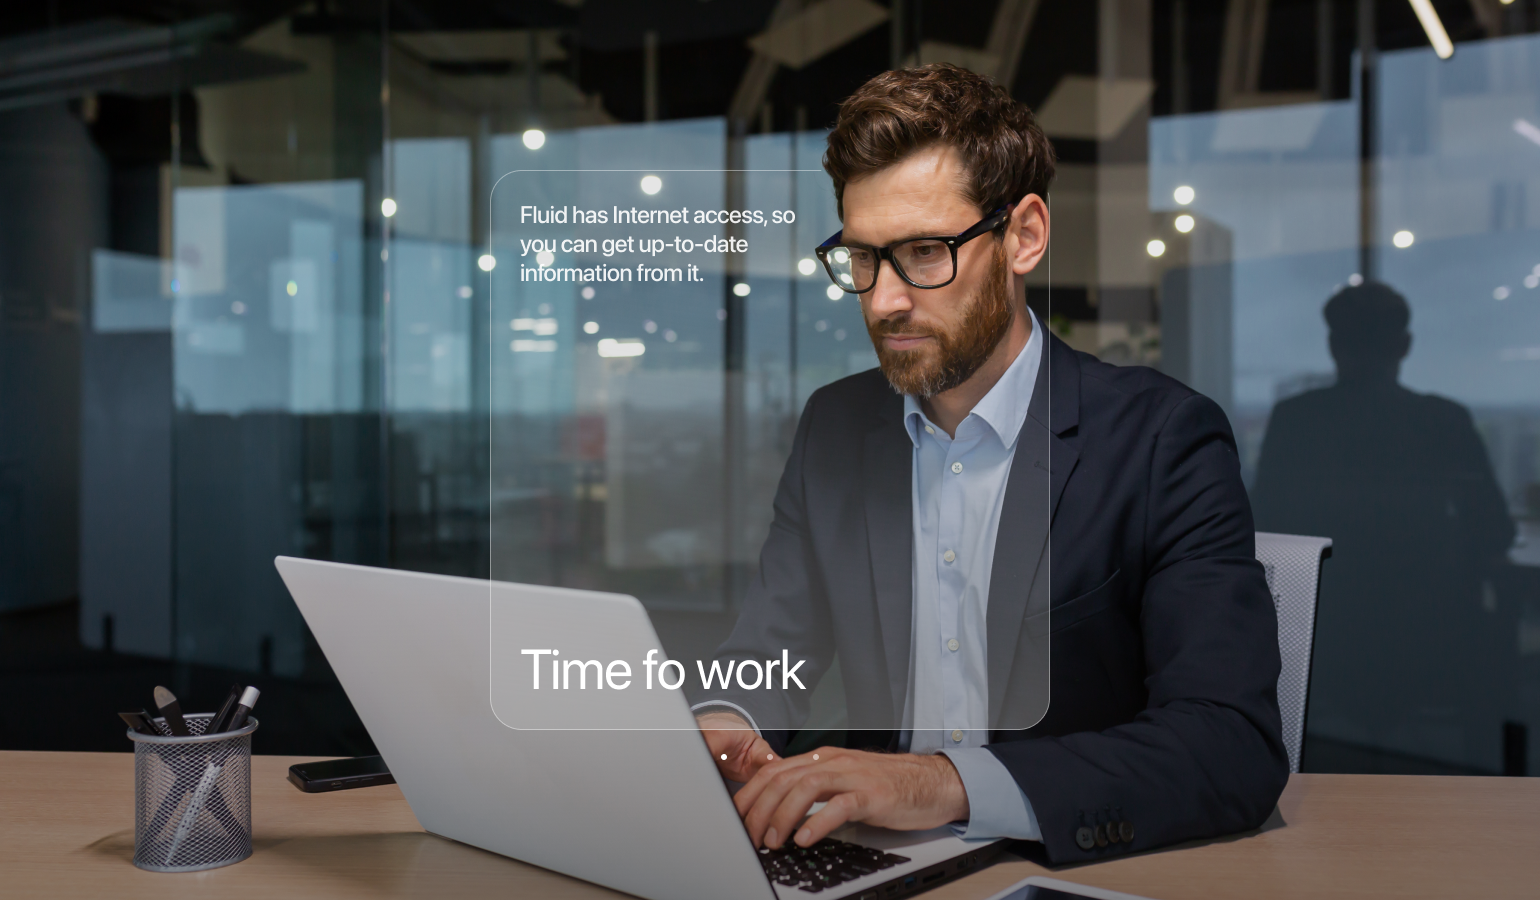 Fluid has Internet access, so
you can get up-to-date
information from it.
Time fo work